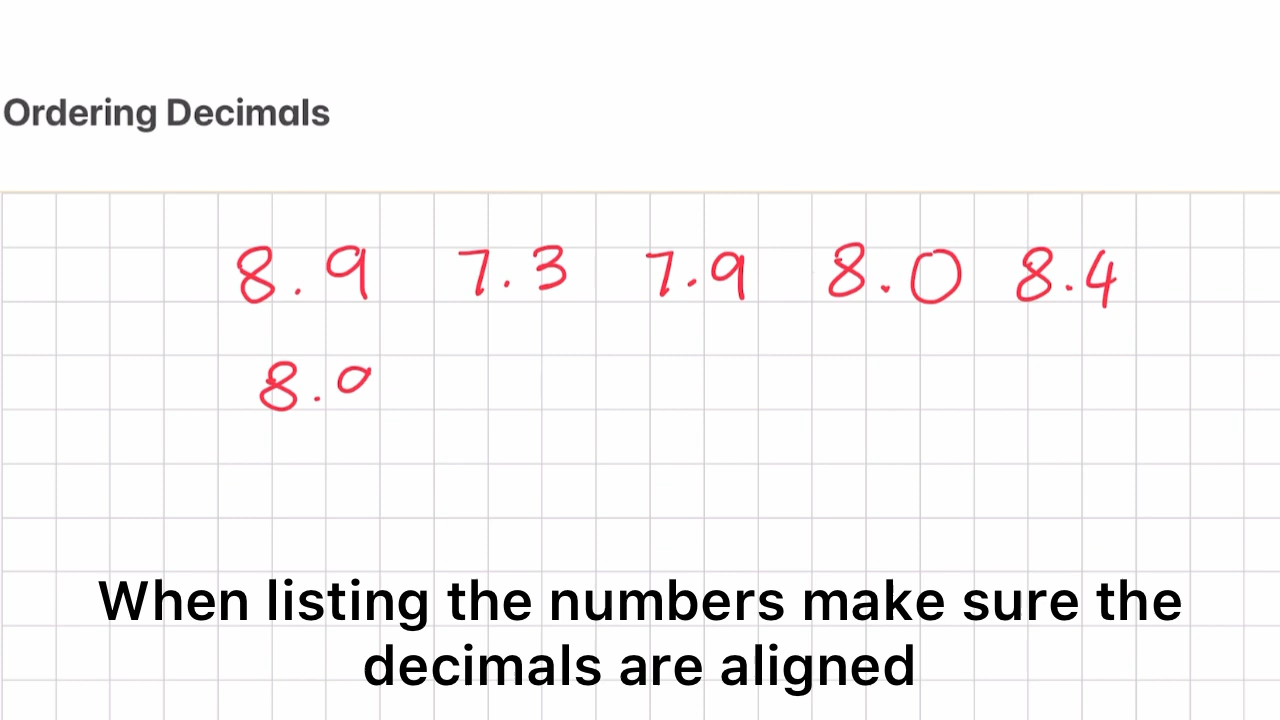 Ordering Decimals
8.9 7.3 7.9 8.0 8.4
8.0
When listing the numbers make sure the
decimals are aligned